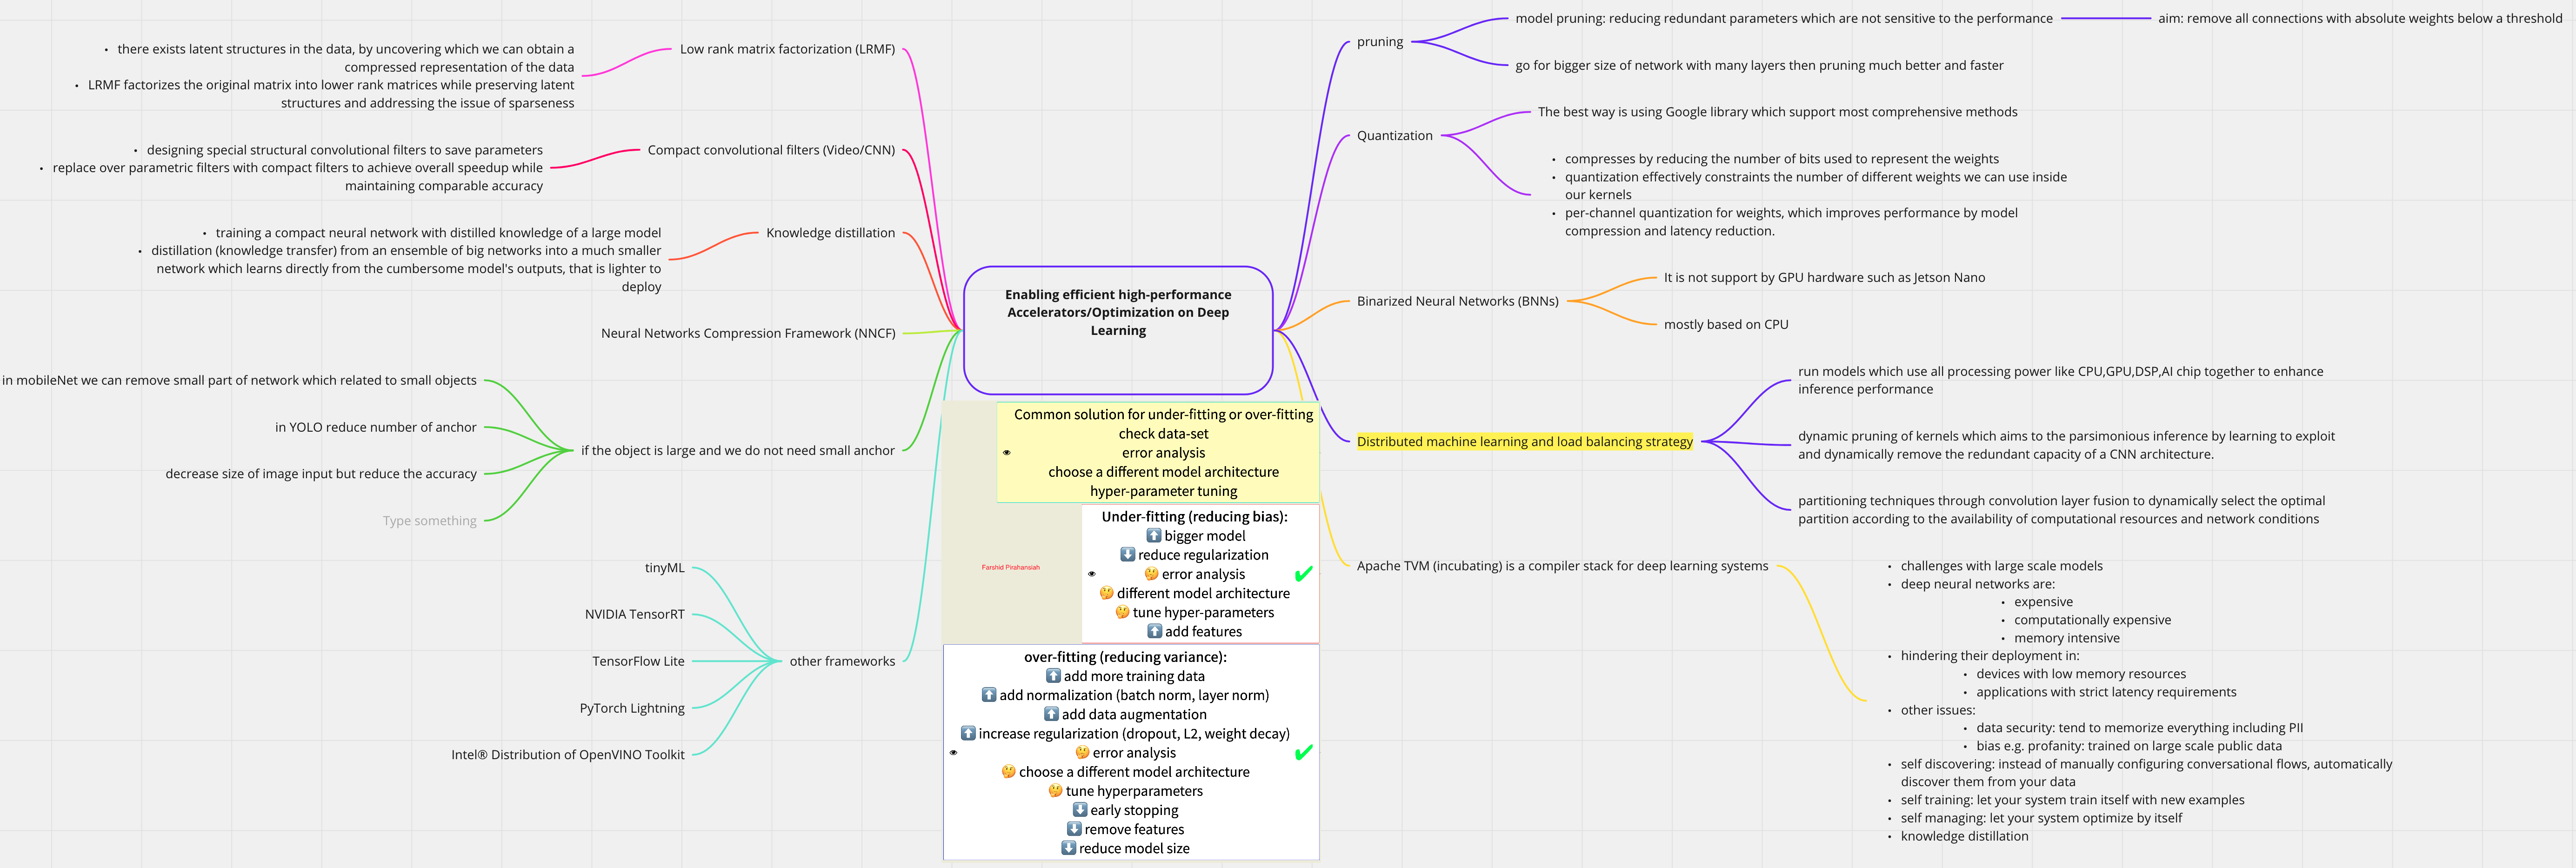 Enabling efficient high-performance
Accelerators/Optimization on Deep
Learning
Low rank matrix factorization (LRMF)
• there exists latent structures in the data, by uncovering which we can obtain a
compressed representation of the data
• LRMF factorizes the original matrix into lower rank matrices while preserving latent
structures and addressing the issue of sparseness
Compact convolutional filters (Video/CNN)
• designing special structural convolutional filters to save parameters
• replace over parametric filters with compact filters to achieve overall speedup while
maintaining comparable accuracy
Knowledge distillation
• training a compact neural network with distilled knowledge of a large model
• distillation (knowledge transfer) from an ensemble of big networks into a much smaller
network which learns directly from the cumbersome model's outputs, that is lighter to
deploy
Neural Networks Compression Framework (NNCF)
if the object is large and we do not need small anchor
in mobileNet we can remove small part of network which related to small objects
in YOLO reduce number of anchor
decrease size of image input but reduce the accuracy
Type something
other frameworks
tinyML
NVIDIA TensorRT
TensorFlow Lite
PyTorch Lightning
Intel® Distribution of OpenVINO Toolkit
Common solution for under-fitting or over-fitting
check data-set
error analysis
choose a different model architecture
hyper-parameter tuning
Under-fitting (reducing bias):
⬆️ bigger model
⬇️ reduce regularization
🤔 error analysis ✔
🤔 different model architecture
🤔 tune hyper-parameters
⬆️ add features
Farshid Pirahansiah
over-fitting (reducing variance):
⬆️ add more training data
⬆️ add normalization (batch norm, layer norm)
⬆️ add data augmentation
⬆️ increase regularization (dropout, L2, weight decay)
🤔 error analysis ✔
🤔 choose a different model architecture
🤔 tune hyperparameters
⬇️ early stopping
⬇️ remove features
⬇️ reduce model size
pruning
model pruning: reducing redundant parameters which are not sensitive to the performance
aim: remove all connections with absolute weights below a threshold
go for bigger size of network with many layers then pruning much better and faster
Quantization
The best way is using Google library which support most comprehensive methods
• compresses by reducing the number of bits used to represent the weights
• quantization effectively constraints the number of different weights we can use inside
our kernels
• per-channel quantization for weights, which improves performance by model
compression and latency reduction.
Binarized Neural Networks (BNNs)
It is not support by GPU hardware such as Jetson Nano
mostly based on CPU
Distributed machine learning and load balancing strategy
run models which use all processing power like CPU,GPU,DSP,AI chip together to enhance
inference performance
dynamic pruning of kernels which aims to the parsimonious inference by learning to exploit
and dynamically remove the redundant capacity of a CNN architecture.
partitioning techniques through convolution layer fusion to dynamically select the optimal
partition according to the availability of computational resources and network conditions
Apache TVM (incubating) is a compiler stack for deep learning systems
• challenges with large scale models
• deep neural networks are:
• expensive
• computationally expensive
• memory intensive
• hindering their deployment in:
• devices with low memory resources
• applications with strict latency requirements
• other issues:
• data security: tend to memorize everything including PII
• bias e.g. profanity: trained on large scale public data
• self discovering: instead of manually configuring conversational flows, automatically
discover them from your data
• self training: let your system train itself with new examples
• self managing: let your system optimize by itself
• knowledge distillation